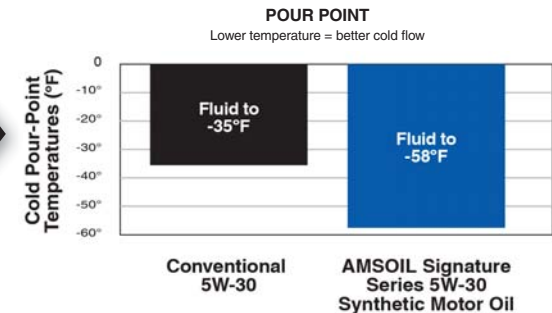 POUR POINT
Lower temperature = better cold flow
Cold Pour-Point
Temperatures (°F)
0
-10°
-20°
-30°
-40°
-50°
-60°
Fluid to
-35°F
Fluid to
-58°F
Conventional
5W-30
AMSOIL Signature
Series 5W-30
Synthetic Motor Oil